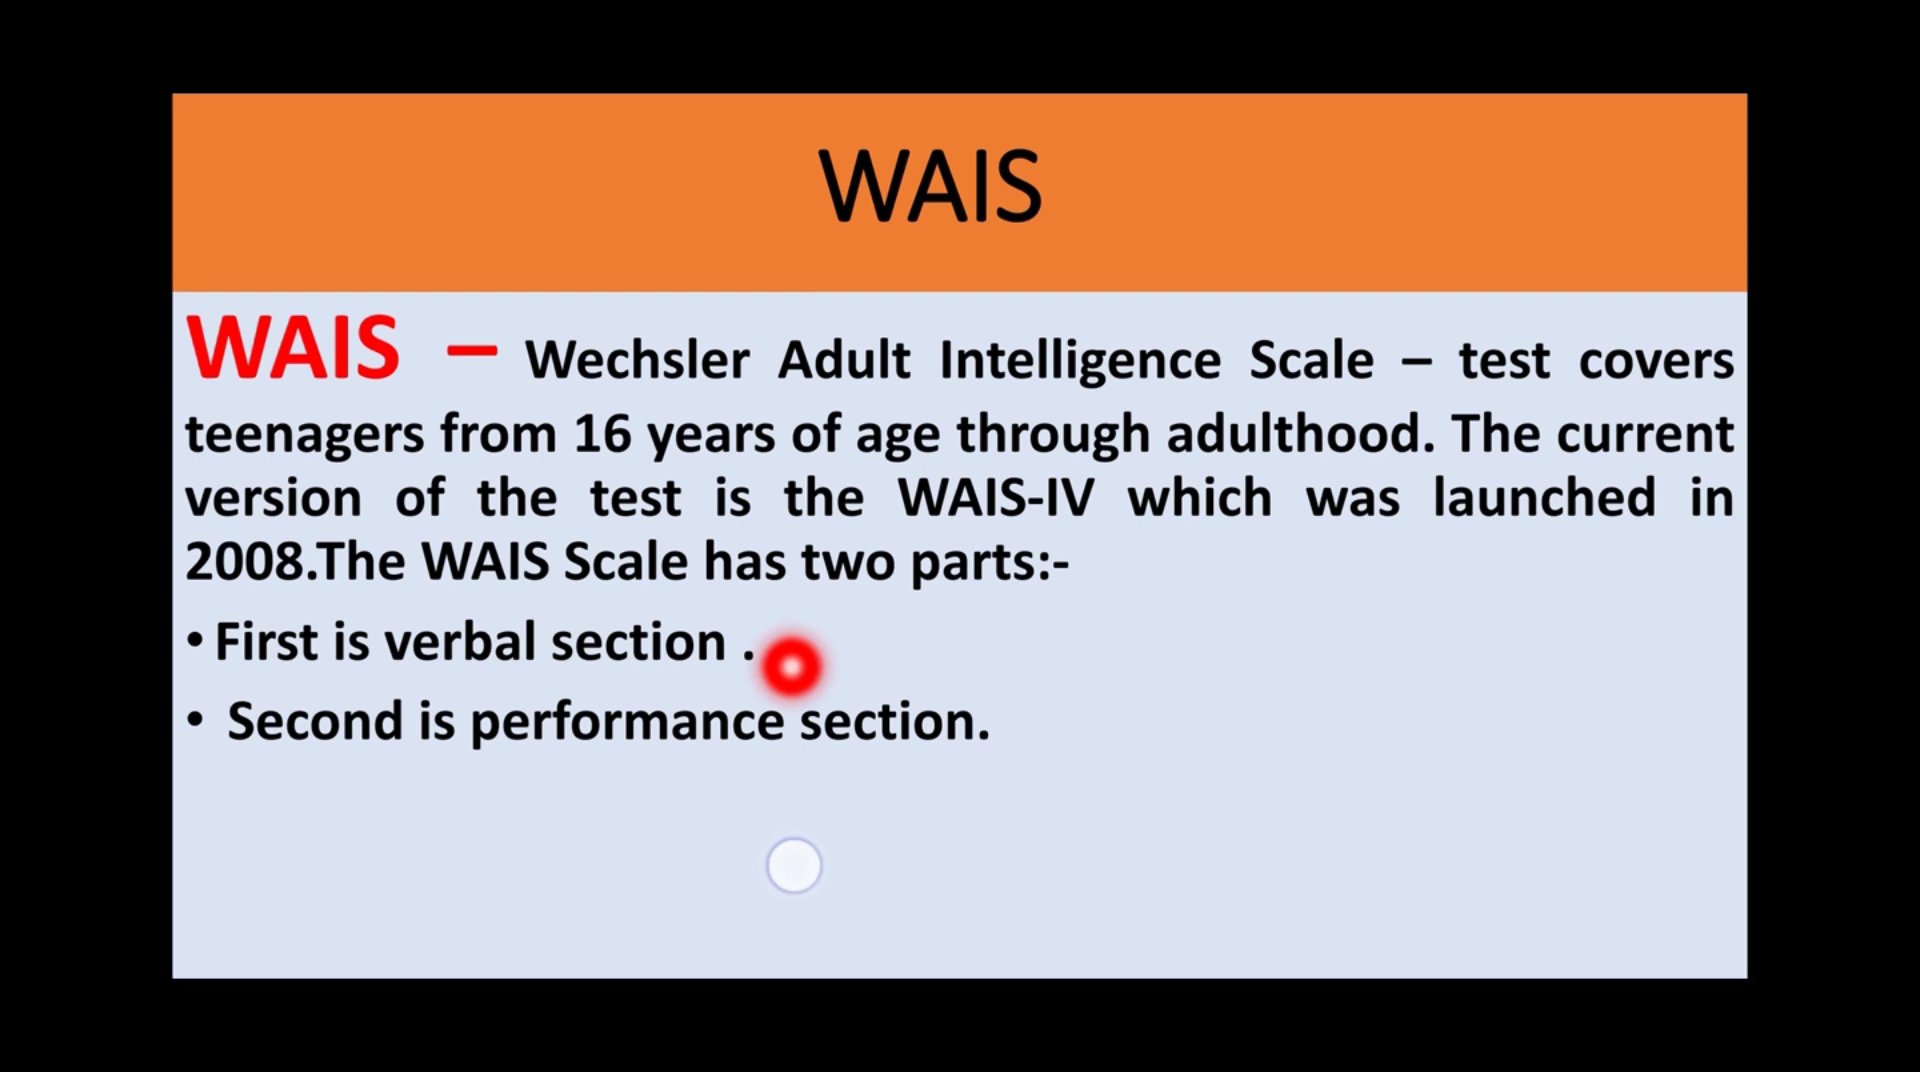 WAIS
WAIS – Wechsler Adult Intelligence Scale – test covers
teenagers from 16 years of age through adulthood. The current
version of the test is the WAIS-IV which was launched in
2008.The WAIS Scale has two parts:-
• First is verbal section .
• Second is performance section.